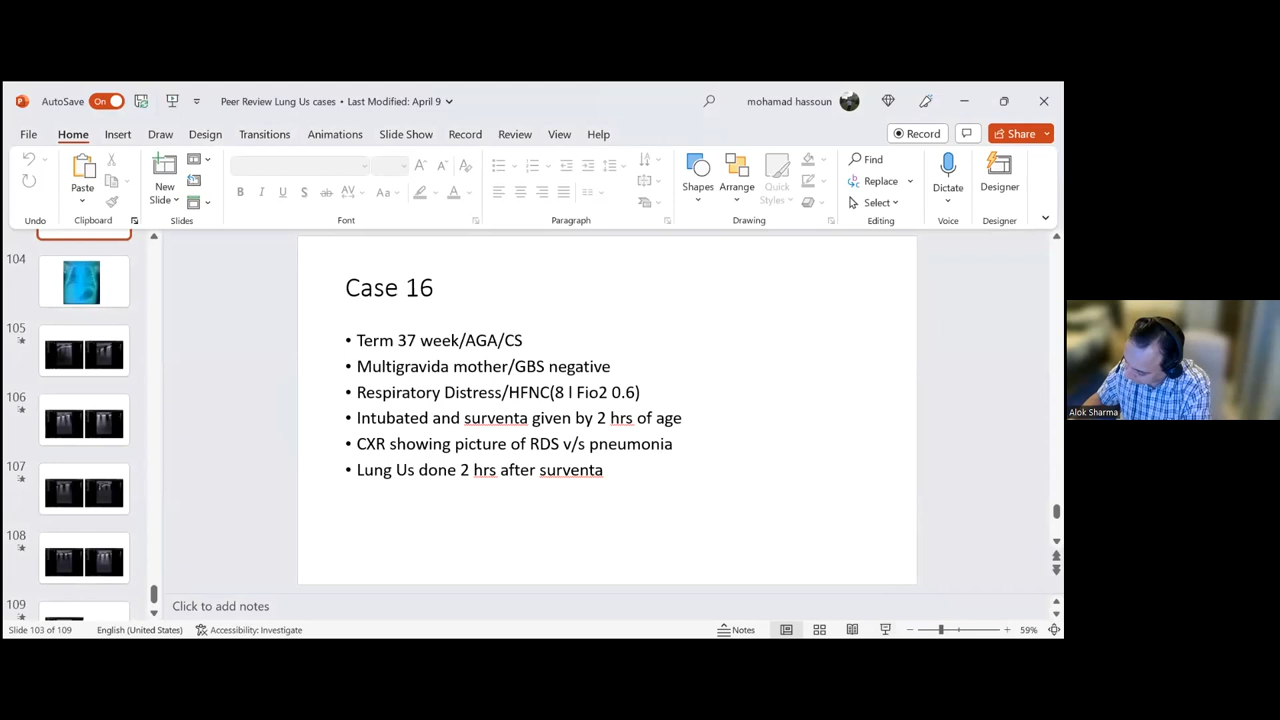 AutoSave On Peer Review Lung Us cases • Last Modified: April 9 mohamad hassoun
File Home Insert Draw Design Transitions Animations Slide Show Record Review View Help Record Share
Paste
New
Slide
B I U S ab AV Aa A A A A
Shapes
Arrange
Quick
Styles
Find
Replace
Select
Dictate
Designer
Undo Clipboard Slides Font Paragraph Drawing Editing Voice Designer
104
105
106
107
108
109
Case 16
• Term 37 week/AGA/CS
• Multigravida mother/GBS negative
• Respiratory Distress/HFNC(8 l Fio2 0.6)
• Intubated and surventa given by 2 hrs of age
• CXR showing picture of RDS v/s pneumonia
• Lung Us done 2 hrs after surventa
Click to add notes
Slide 103 of 109 English (United States) Accessibility: Investigate Notes 59%
Alok Sharma